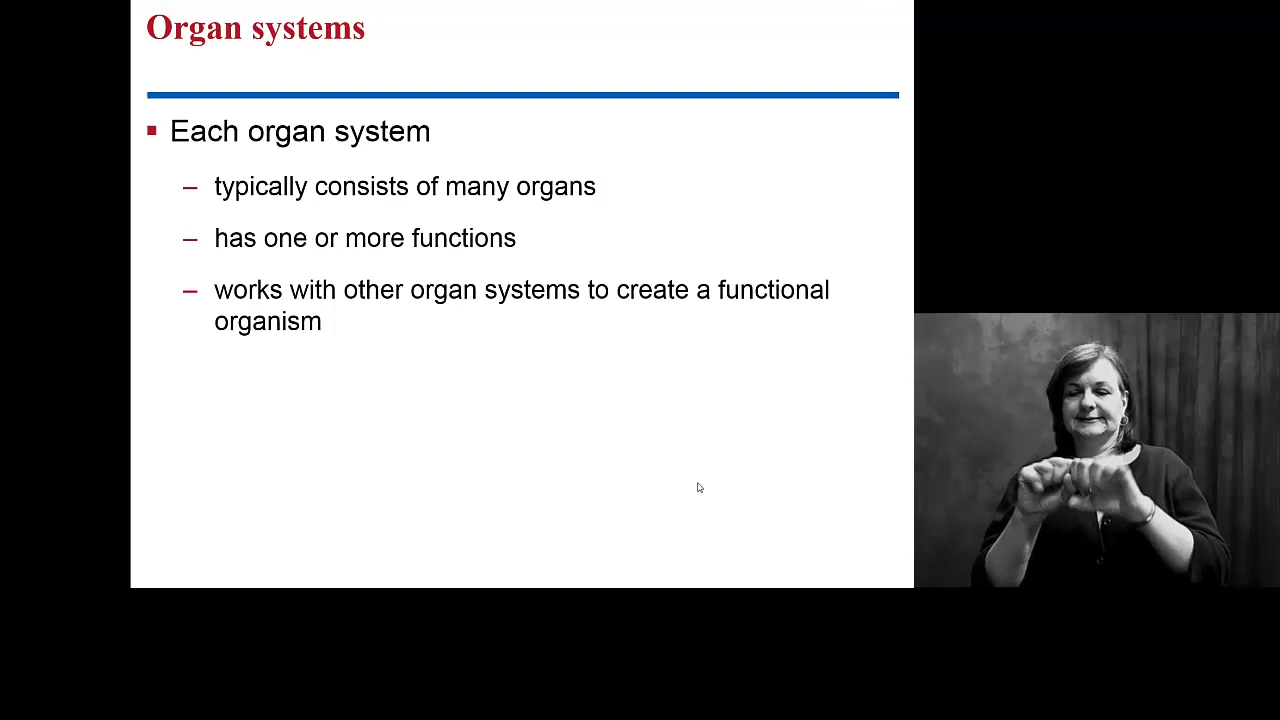 Organ systems
Each organ system
– typically consists of many organs
– has one or more functions
– works with other organ systems to create a functional
organism